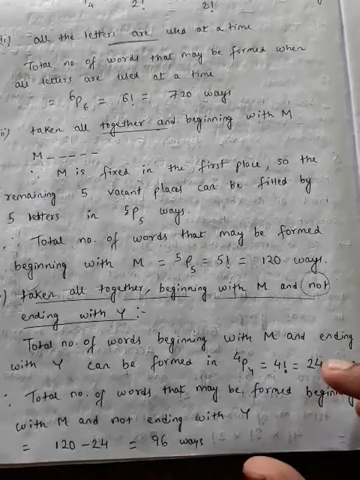 4 2! 2!
ii) all the letters are used at a time
Total no. of words that may be formed when
all letters are used at a time
= ⁶P₆ = 6! = 720 ways
ii) taken all together and beginning with M
M _ _ _ _ _
∵ M is fixed in the first place, so the
remaining 5 vacant places can be filled by
5 letters in ⁵P₅ ways.
∴ Total no. of words that may be formed
beginning with M = ⁵P₅ = 5! = 120 ways.
) taken all together, beginning with M and not
ending with Y :-
Total no. of words beginning with M and ending
with Y can be formed in ⁴P₄ = 4! = 24
∴ Total no. of words that may be formed beginning
with M and not ending with Y
= 120 - 24 = 96 ways